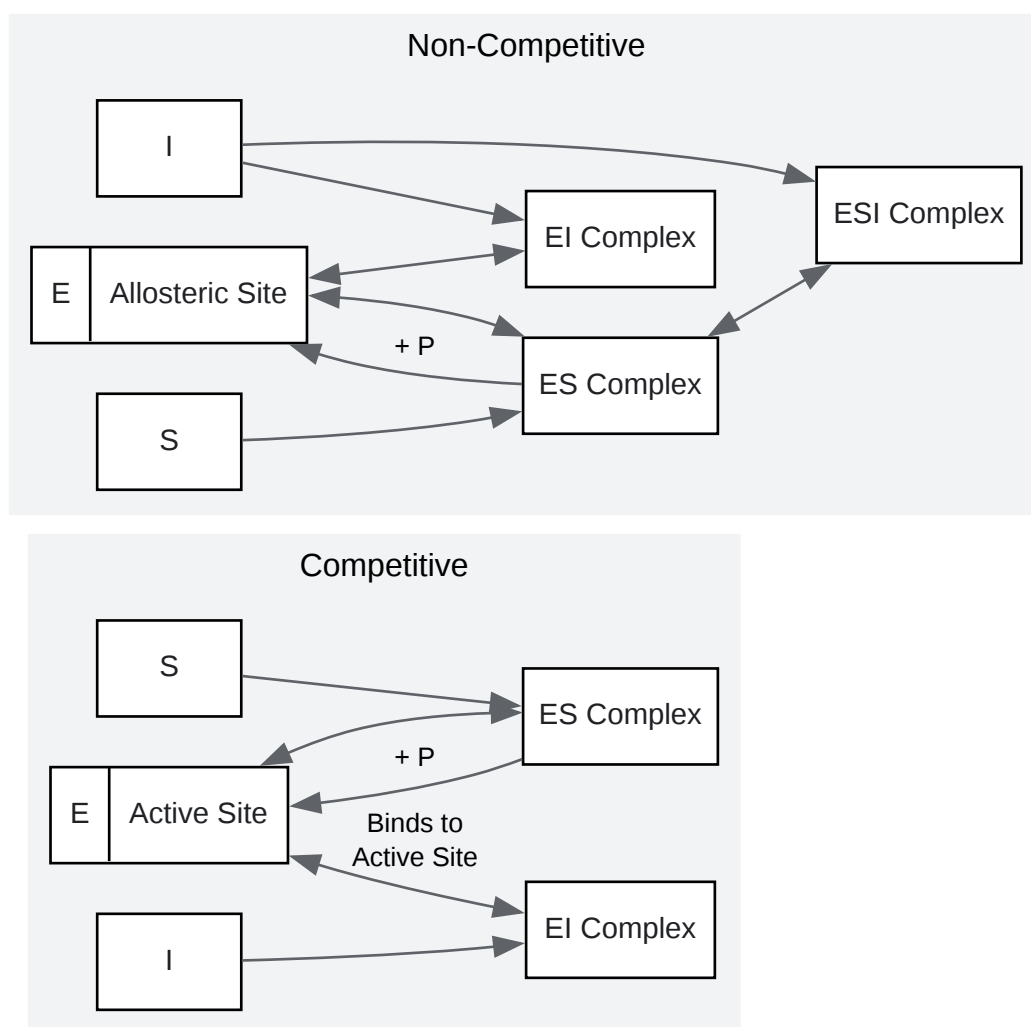 Non-Competitive
I
ESI Complex
EI Complex
E Allosteric Site
+ P
ES Complex
S
Competitive
S
ES Complex
+ P
E Active Site
Binds to
Active Site
EI Complex
I